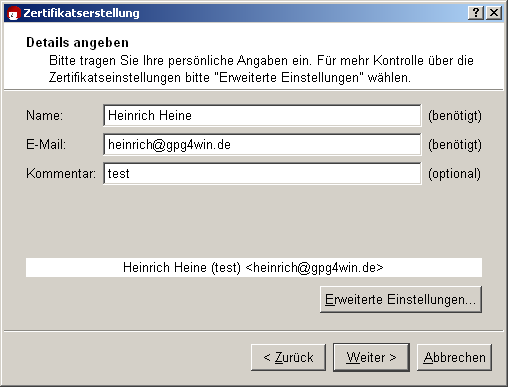 Zertifikatserstellung
Details angeben
Bitte tragen Sie Ihre persönliche Angaben ein. Für mehr Kontrolle über die
Zertifikatseinstellungen bitte "Erweiterte Einstellungen" wählen.
Name: Heinrich Heine (benötigt)
E-Mail: heinrich@gpg4win.de (benötigt)
Kommentar: test (optional)
Heinrich Heine (test) <heinrich@gpg4win.de>
Erweiterte Einstellungen...
< Zurück Weiter > Abbrechen